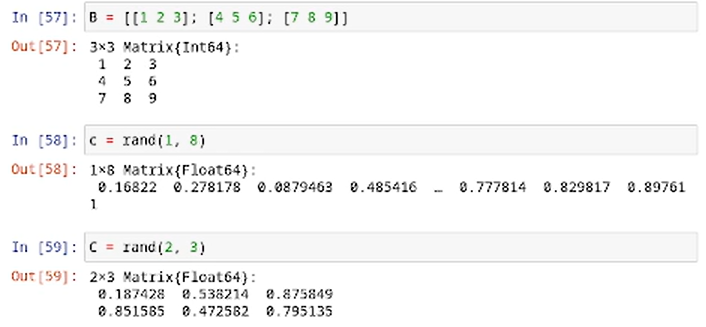 In [57]: B = [[1 2 3]; [4 5 6]; [7 8 9]]
Out[57]: 3×3 Matrix{Int64}:
1 2 3
4 5 6
7 8 9
In [58]: c = rand(1, 8)
Out[58]: 1×8 Matrix{Float64}:
0.16822 0.278178 0.0879463 0.485416 … 0.777814 0.829817 0.89761
1
In [59]: C = rand(2, 3)
Out[59]: 2×3 Matrix{Float64}:
0.187428 0.538214 0.875849
0.851585 0.472582 0.795135